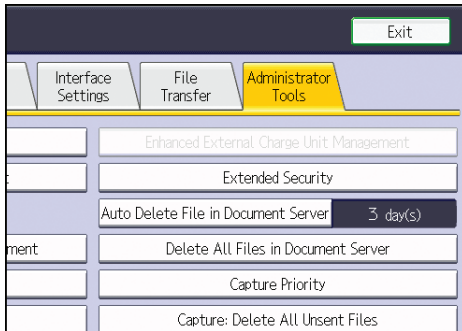 Exit
Interface
Settings
File
Transfer
Administrator
Tools
Enhanced External Charge Unit Management
Extended Security
Auto Delete File in Document Server
3 day(s)
ment
Delete All Files in Document Server
Capture Priority
Capture: Delete All Unsent Files